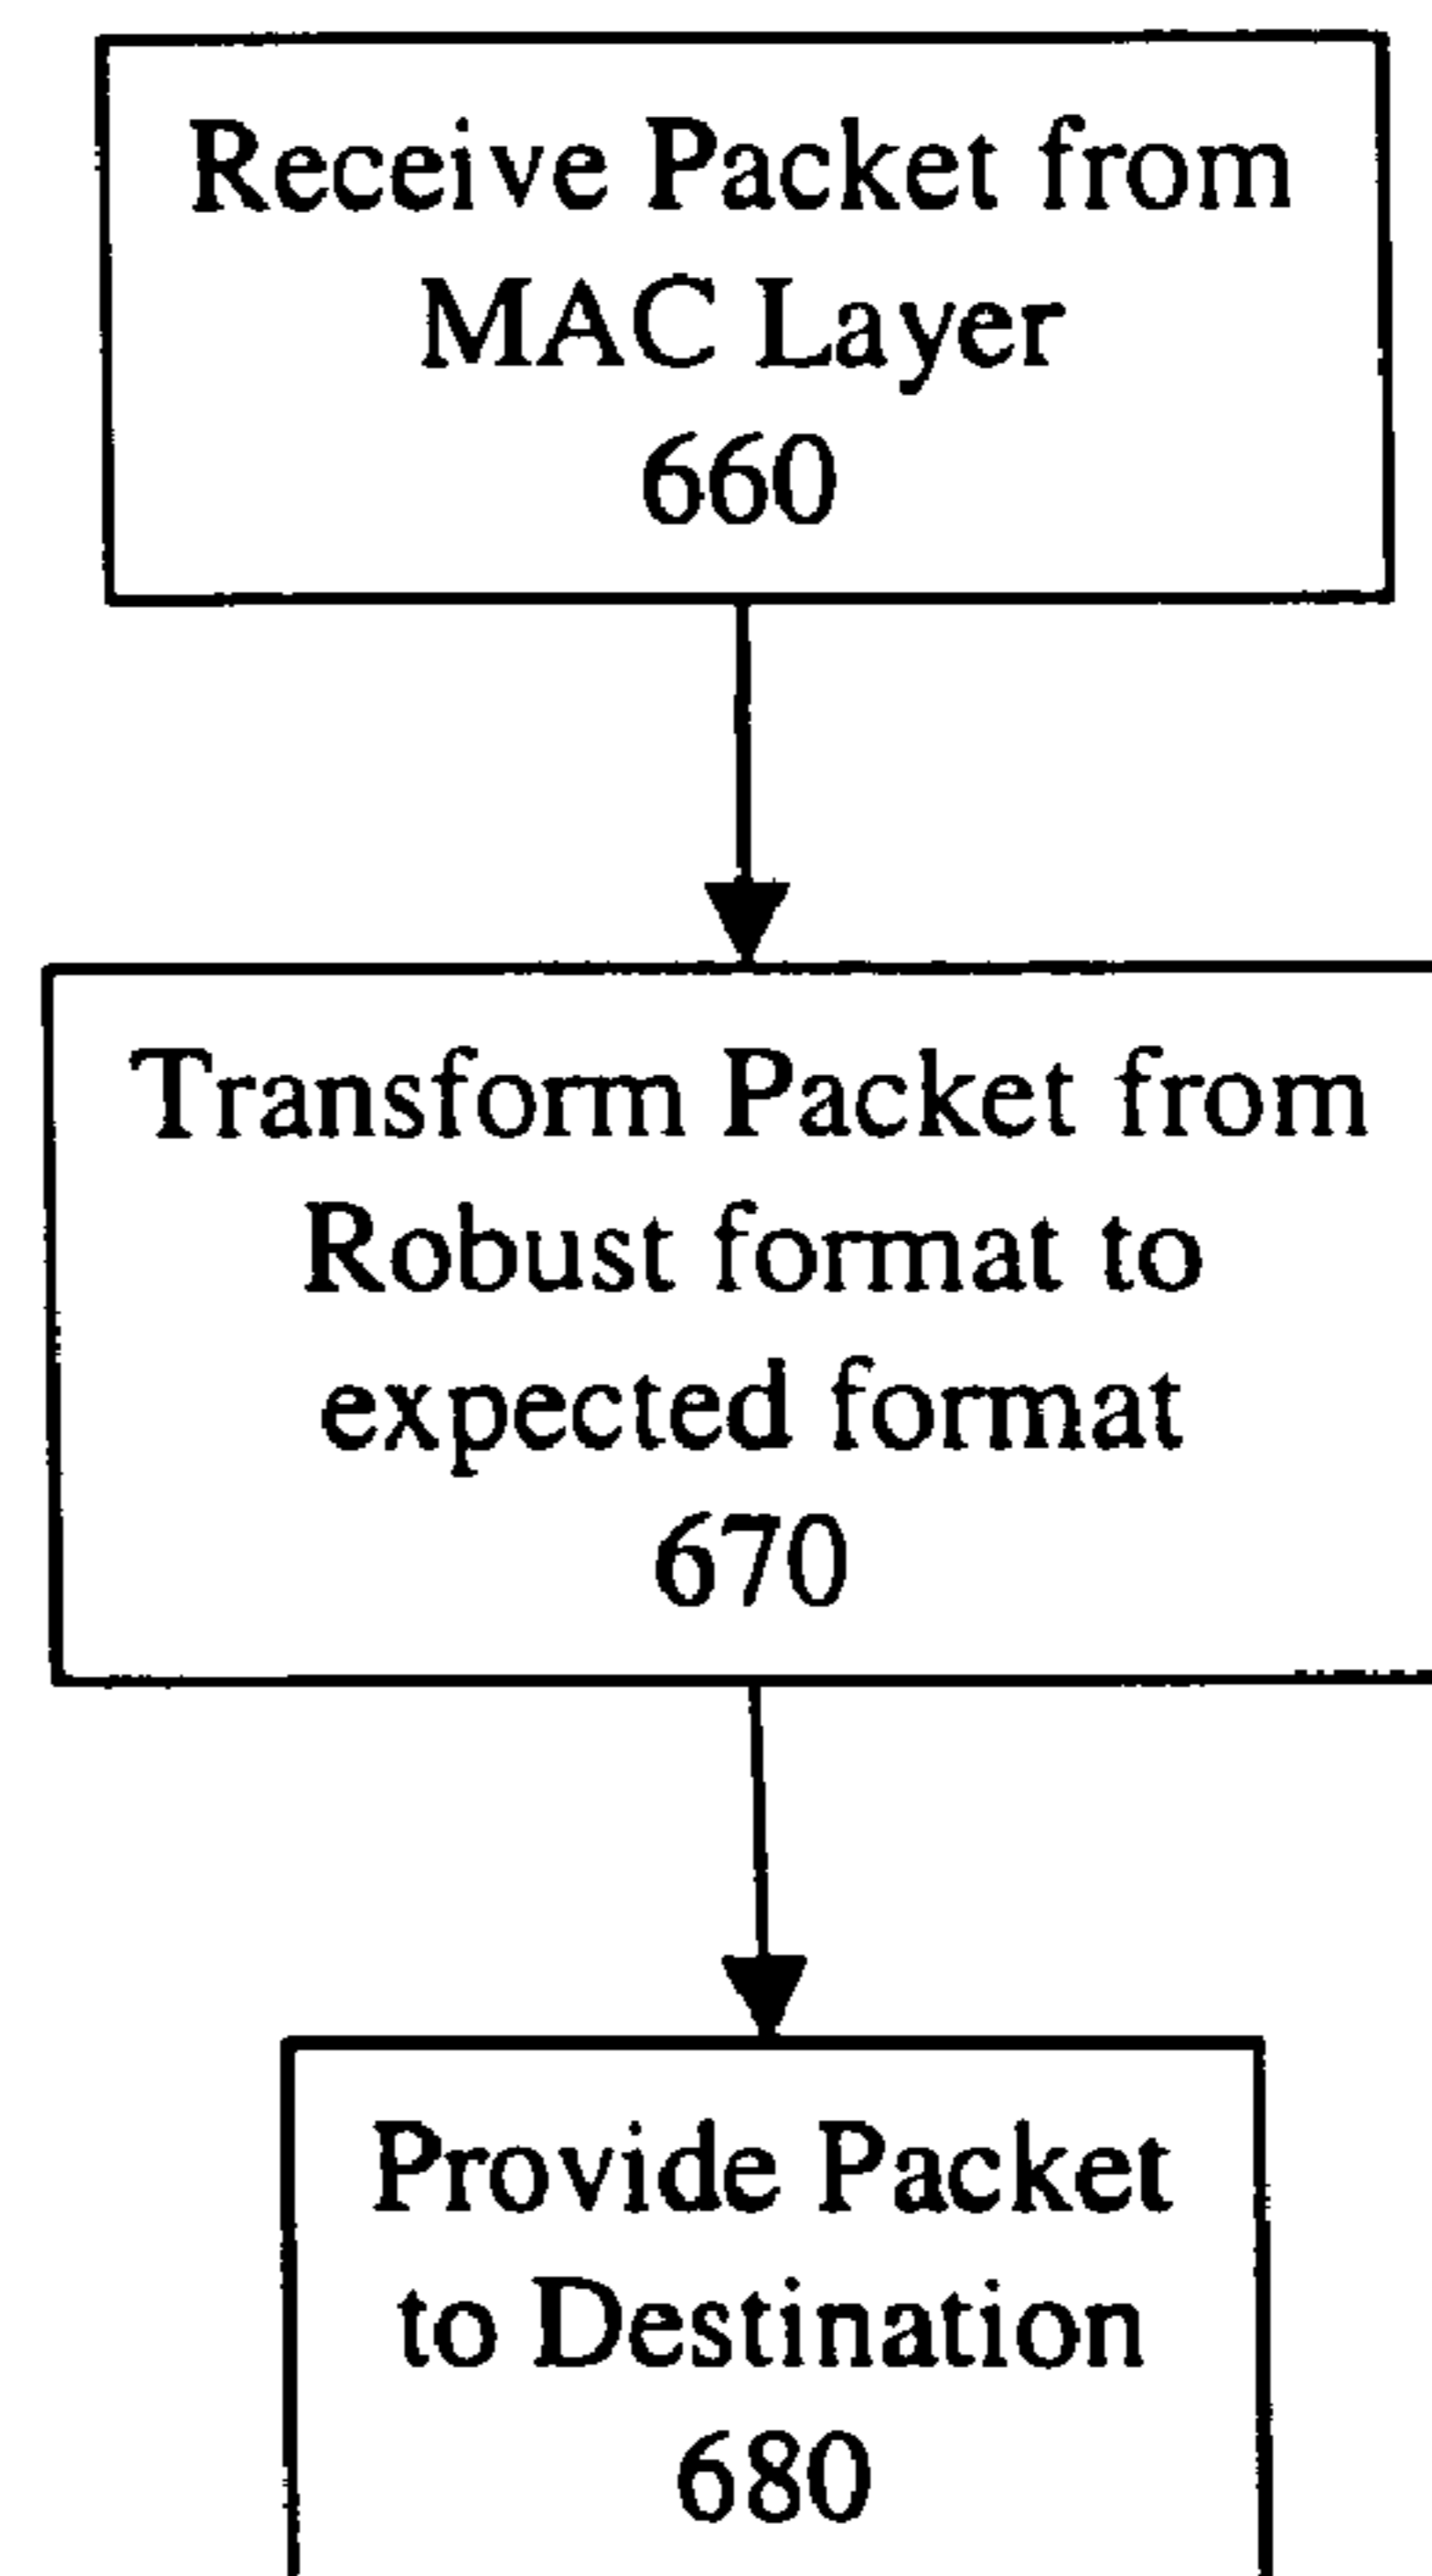 Receive Packet from
MAC Layer
660
Transform Packet from
Robust format to
expected format
670
Provide Packet
to Destination
680